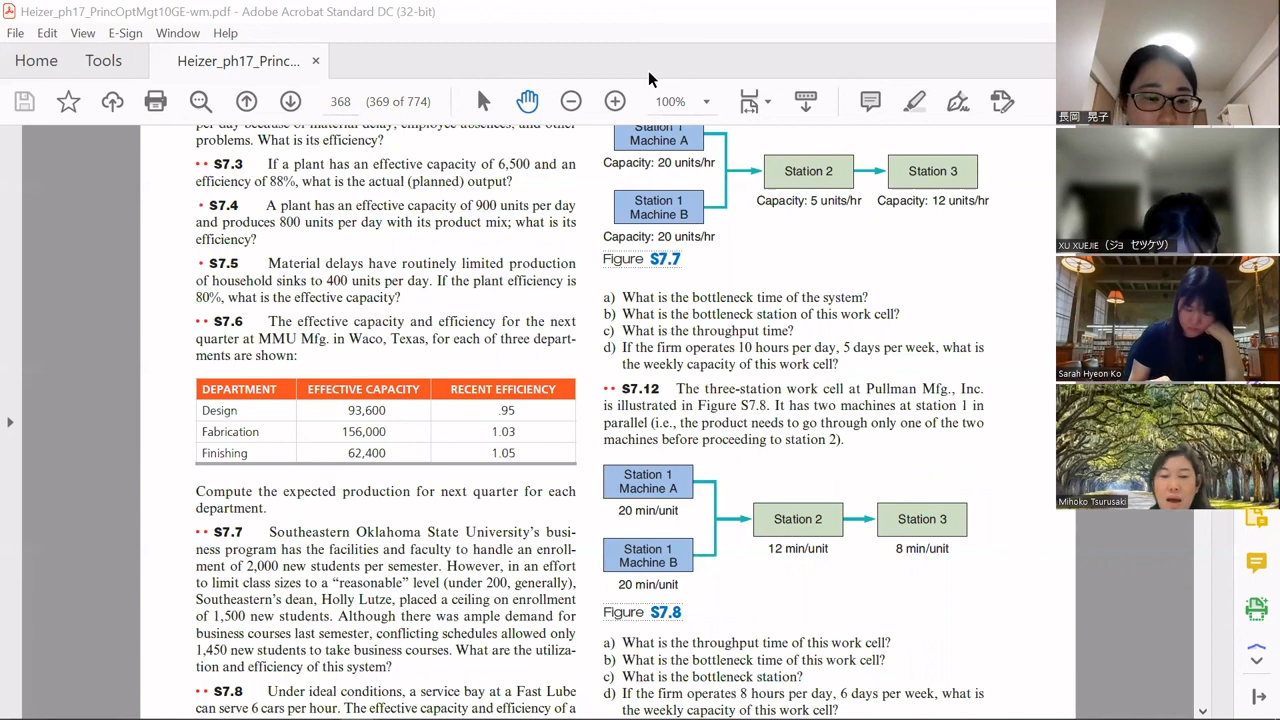 Heizer_ph17_PrincOptMgt10GE-wm.pdf - Adobe Acrobat Standard DC (32-bit)
File Edit View E-Sign Window Help
Home Tools Heizer_ph17_Princ... ×
368 (369 of 774) 100%
per day because of material delay, employee absences, and other
problems. What is its efficiency?
•• S7.3 If a plant has an effective capacity of 6,500 and an
efficiency of 88%, what is the actual (planned) output?
• S7.4 A plant has an effective capacity of 900 units per day
and produces 800 units per day with its product mix; what is its
efficiency?
• S7.5 Material delays have routinely limited production
of household sinks to 400 units per day. If the plant efficiency is
80%, what is the effective capacity?
•• S7.6 The effective capacity and efficiency for the next
quarter at MMU Mfg. in Waco, Texas, for each of three depart-
ments are shown:
DEPARTMENT EFFECTIVE CAPACITY RECENT EFFICIENCY
Design 93,600 .95
Fabrication 156,000 1.03
Finishing 62,400 1.05
Compute the expected production for next quarter for each
department.
•• S7.7 Southeastern Oklahoma State University's busi-
ness program has the facilities and faculty to handle an enroll-
ment of 2,000 new students per semester. However, in an effort
to limit class sizes to a “reasonable” level (under 200, generally),
Southeastern's dean, Holly Lutze, placed a ceiling on enrollment
of 1,500 new students. Although there was ample demand for
business courses last semester, conflicting schedules allowed only
1,450 new students to take business courses. What are the utiliza-
tion and efficiency of this system?
•• S7.8 Under ideal conditions, a service bay at a Fast Lube
can serve 6 cars per hour. The effective capacity and efficiency of a
Station 1
Machine A
Capacity: 20 units/hr
Station 1
Machine B
Capacity: 20 units/hr
Station 2
Capacity: 5 units/hr
Station 3
Capacity: 12 units/hr
Figure S7.7
a) What is the bottleneck time of the system?
b) What is the bottleneck station of this work cell?
c) What is the throughput time?
d) If the firm operates 10 hours per day, 5 days per week, what is
the weekly capacity of this work cell?
•• S7.12 The three-station work cell at Pullman Mfg., Inc.
is illustrated in Figure S7.8. It has two machines at station 1 in
parallel (i.e., the product needs to go through only one of the two
machines before proceeding to station 2).
Station 1
Machine A
20 min/unit
Station 1
Machine B
20 min/unit
Station 2
12 min/unit
Station 3
8 min/unit
Figure S7.8
a) What is the throughput time of this work cell?
b) What is the bottleneck time of this work cell?
c) What is the bottleneck station?
d) If the firm operates 8 hours per day, 6 days per week, what is
the weekly capacity of this work cell?
長岡 晃子
XU XUEJIE（ジョ セツケツ）
Sarah Hyeon Ko
Mihoko Tsurusaki